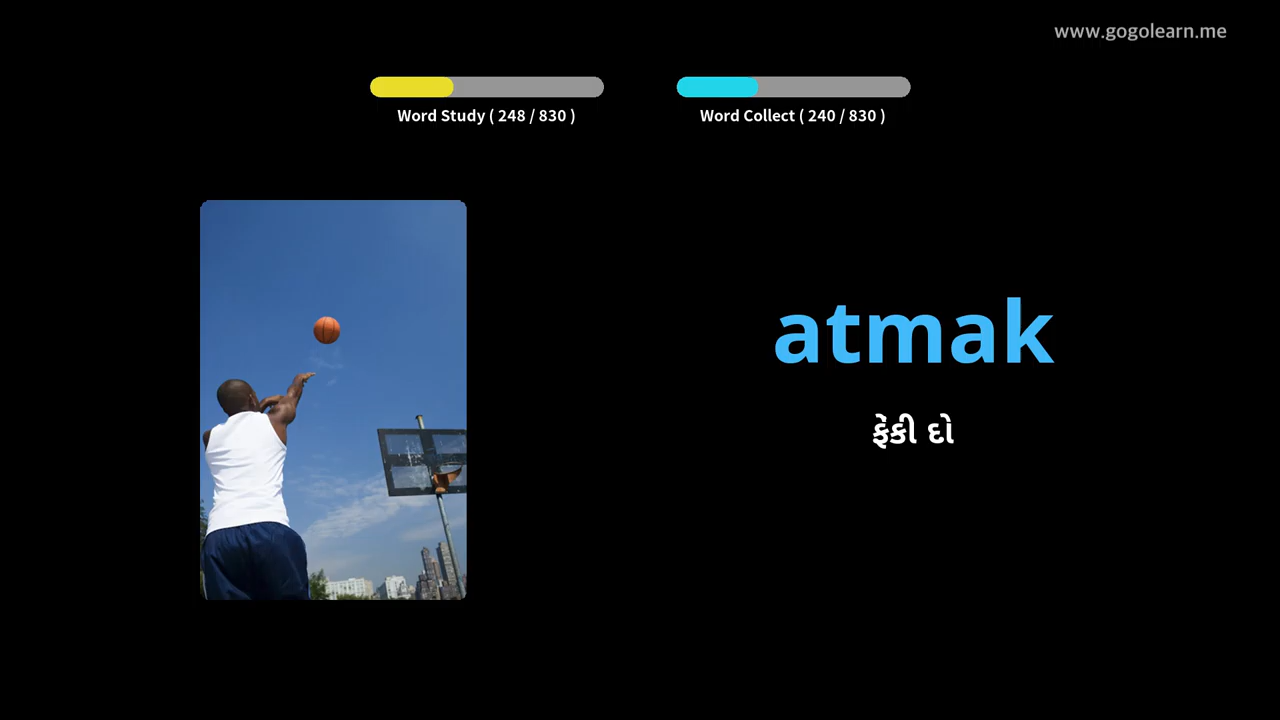 www.gogolearn.me
Word Study ( 248 / 830 )
Word Collect ( 240 / 830 )
atmak
ફેંકી દો